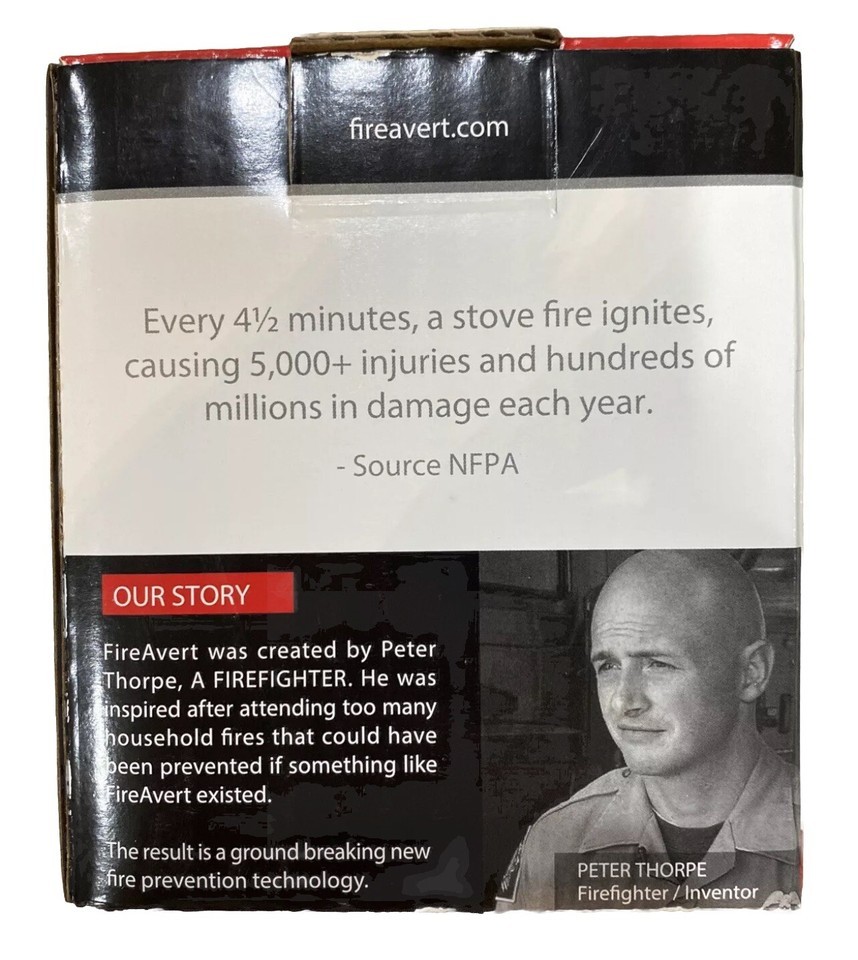 fireavert.com
Every 4½ minutes, a stove fire ignites,
causing 5,000+ injuries and hundreds of
millions in damage each year.
- Source NFPA
OUR STORY
FireAvert was created by Peter
Thorpe, A FIREFIGHTER. He was
inspired after attending too many
household fires that could have
been prevented if something like
FireAvert existed.
The result is a ground breaking new
fire prevention technology.
PETER THORPE
Firefighter / Inventor